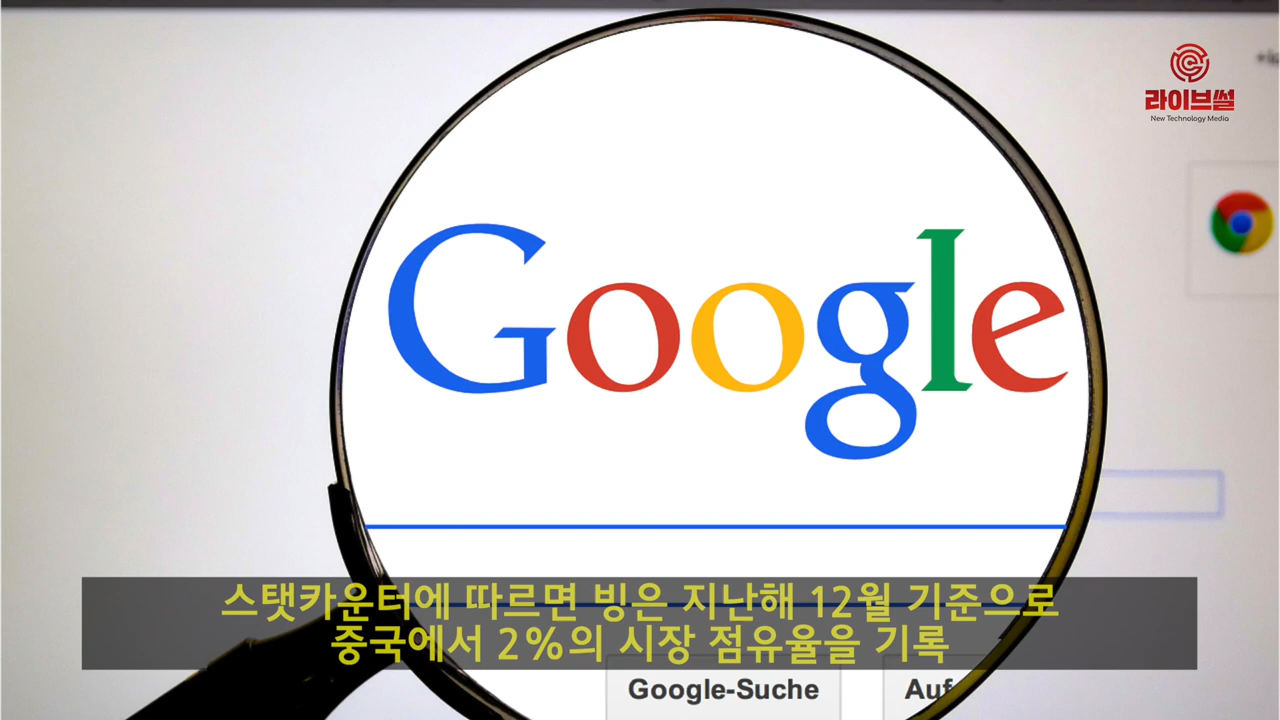 라이브썰
New Technology Media
Google
스탯카운터에 따르면 빙은 지난해 12월 기준으로
중국에서 2%의 시장 점유율을 기록
Google-Suche
Auf